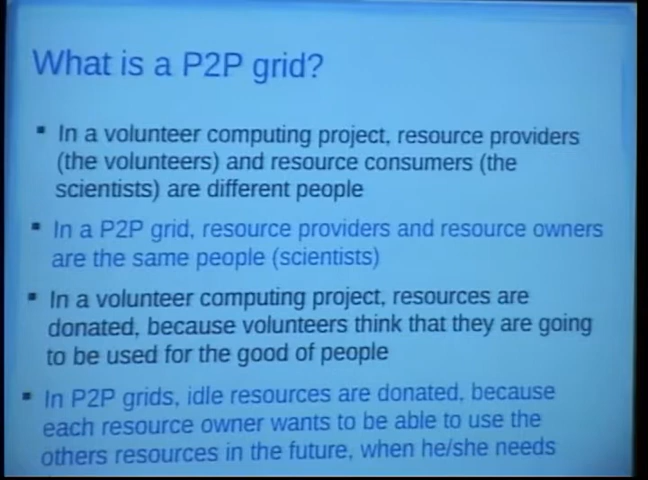 What is a P2P grid?
In a volunteer computing project, resource providers
(the volunteers) and resource consumers (the
scientists) are different people
In a P2P grid, resource providers and resource owners
are the same people (scientists)
In a volunteer computing project, resources are
donated, because volunteers think that they are going
to be used for the good of people
In P2P grids, idle resources are donated, because
each resource owner wants to be able to use the
others resources in the future, when he/she needs